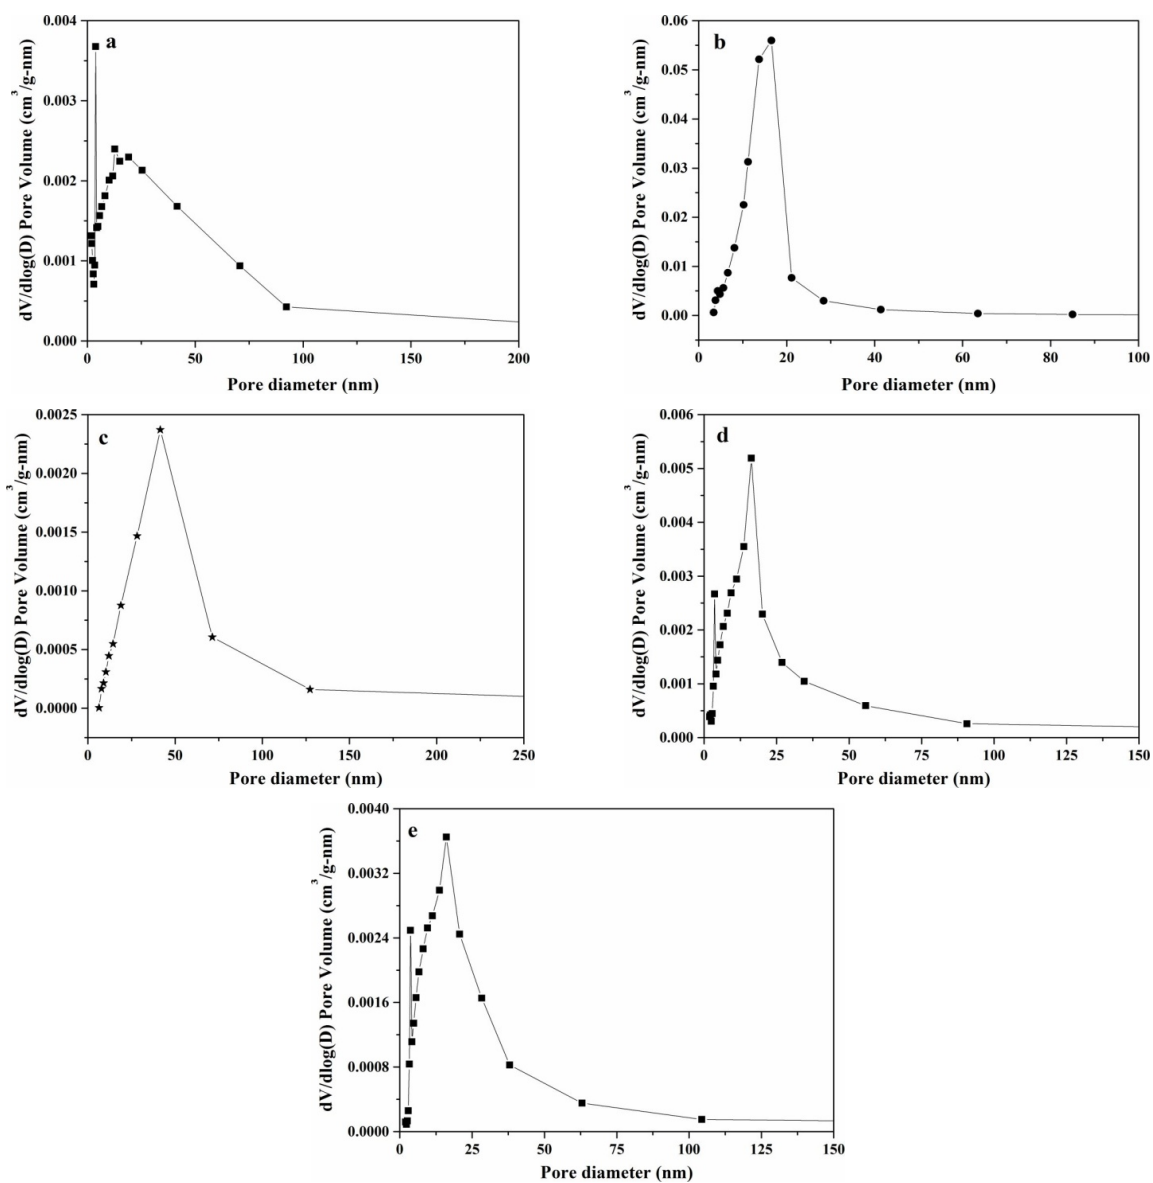 a
dV/dlog(D) Pore Volume (cm³/g-nm)
0.004
0.003
0.002
0.001
0.000
0 50 100 150 200
Pore diameter (nm)
b
dV/dlog(D) Pore Volume (cm³/g-nm)
0.06
0.05
0.04
0.03
0.02
0.01
0.00
0 20 40 60 80 100
Pore diameter (nm)
c
dV/dlog(D) Pore Volume (cm³/g-nm)
0.0025
0.0020
0.0015
0.0010
0.0005
0.0000
0 50 100 150 200 250
Pore diameter (nm)
d
dV/dlog(D) Pore Volume (cm³/g-nm)
0.006
0.005
0.004
0.003
0.002
0.001
0.000
0 25 50 75 100 125 150
Pore diameter (nm)
e
dV/dlog(D) Pore Volume (cm³/g-nm)
0.0040
0.0032
0.0024
0.0016
0.0008
0.0000
0 25 50 75 100 125 150
Pore diameter (nm)